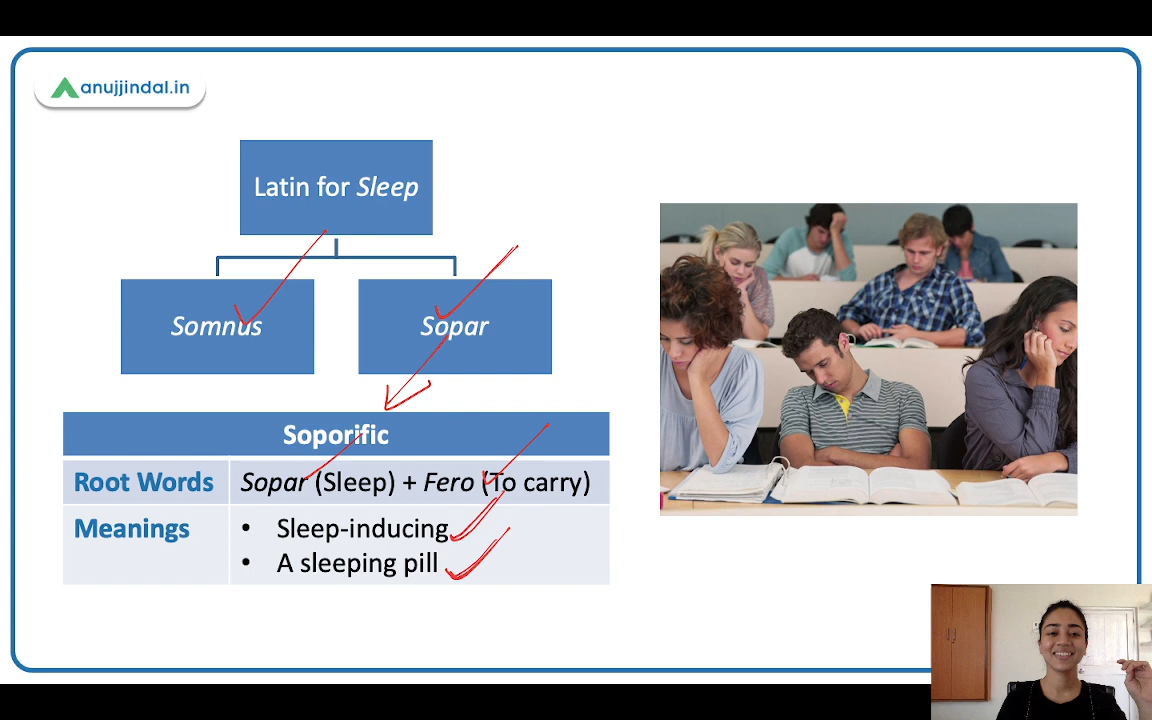 anujjindal.in
Latin for Sleep
Somnus
Sopar
Soporific
Root Words
Sopar (Sleep) + Fero (To carry)
Meanings
• Sleep-inducing
• A sleeping pill